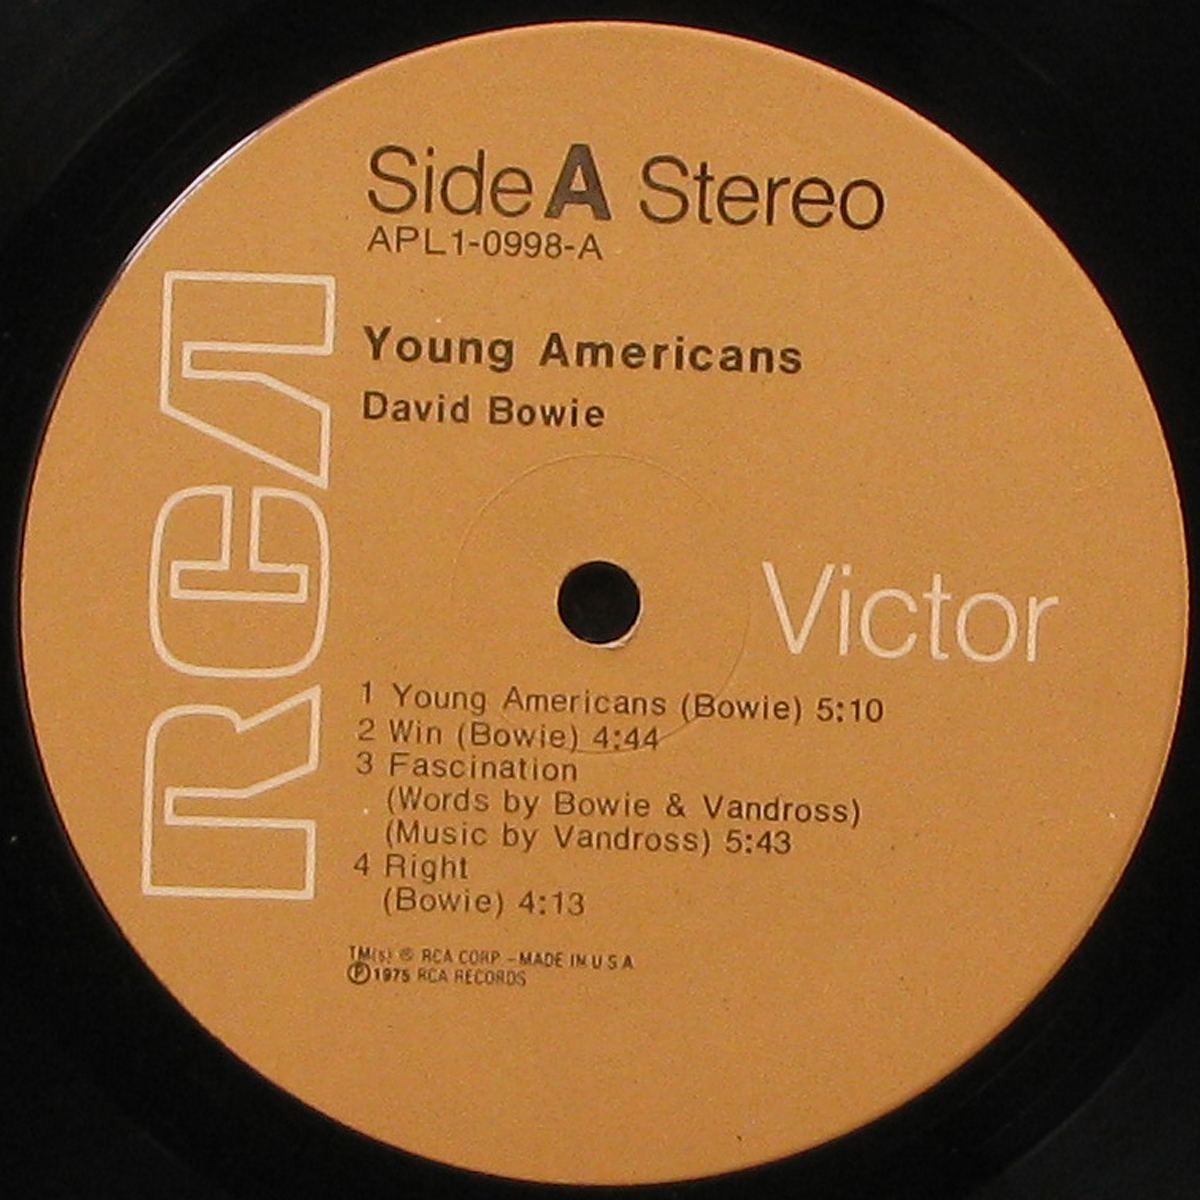 Side A Stereo
APL1-0998-A
Young Americans
David Bowie
RCA
Victor
1 Young Americans (Bowie) 5:10
2 Win (Bowie) 4:44
3 Fascination
(Words by Bowie & Vandross)
(Music by Vandross) 5:43
4 Right
(Bowie) 4:13
TM(s) ® RCA CORP.-MADE IN U S A
Ⓟ1975 RCA RECORDS